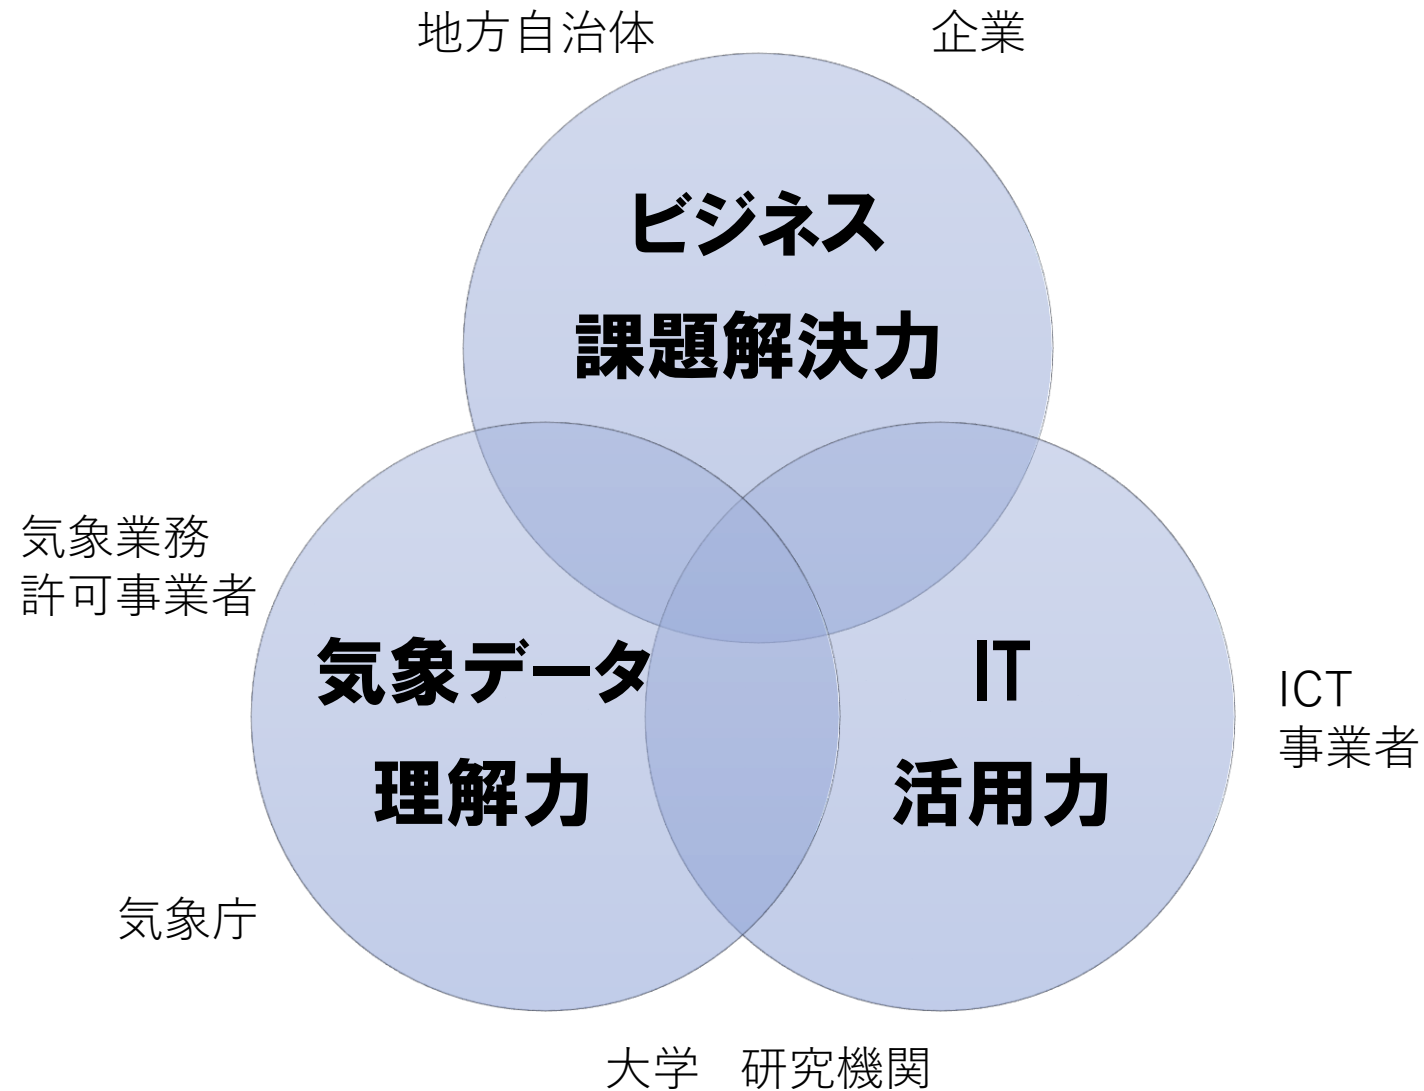 地方自治体 企業
ビジネス
課題解決力
気象業務
許可事業者
気象データ
理解力
IT
活用力
ICT
事業者
気象庁
大学 研究機関